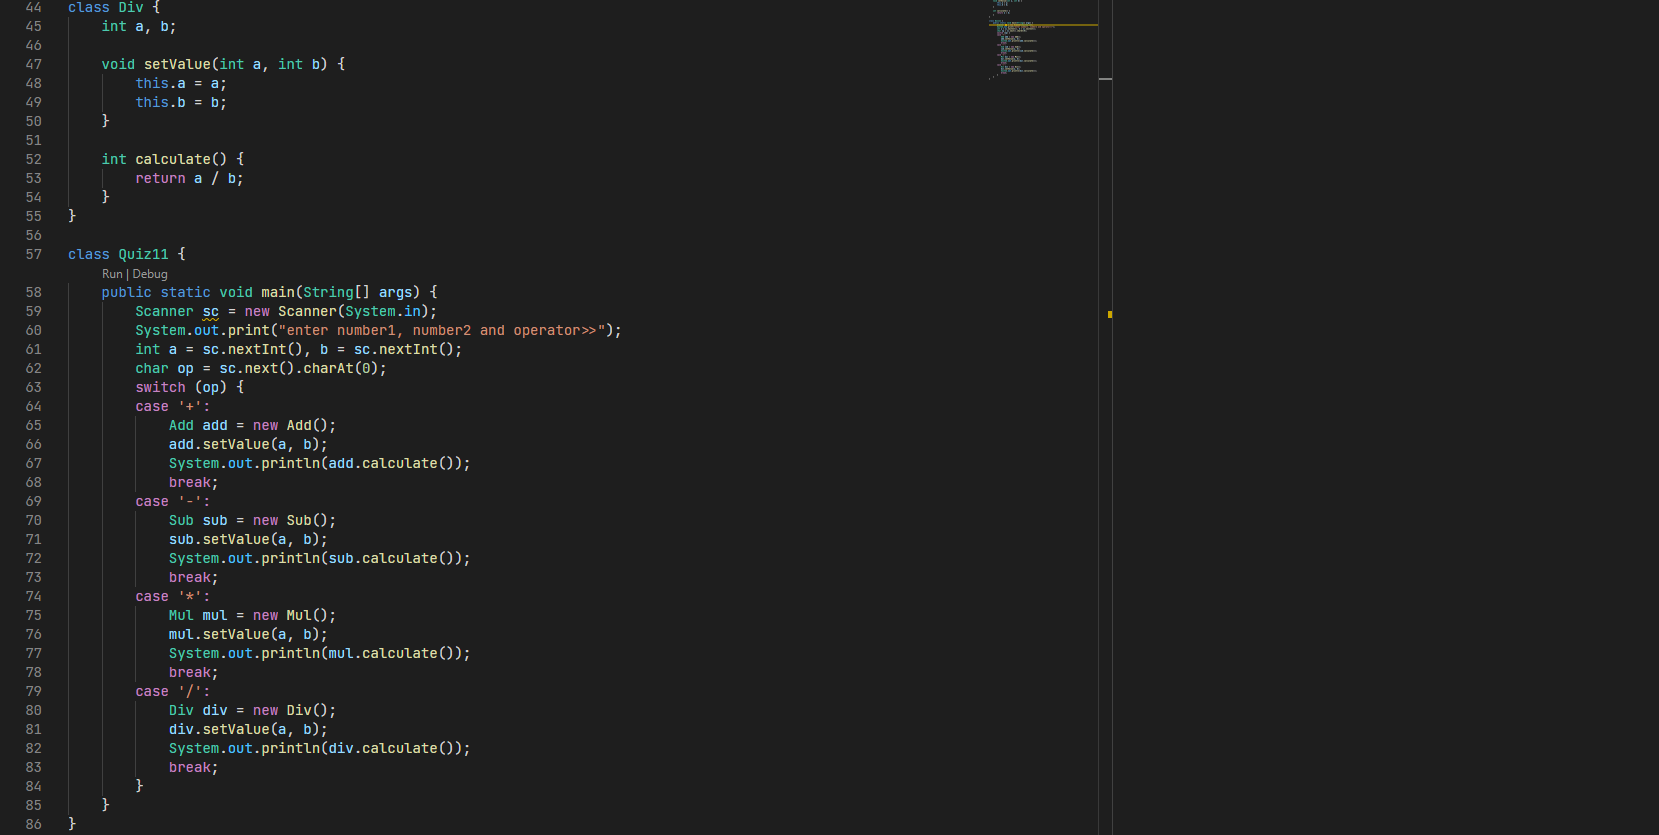 44 class Div {
45     int a, b;
46
47     void setValue(int a, int b) {
48         this.a = a;
49         this.b = b;
50     }
51
52     int calculate() {
53         return a / b;
54     }
55 }
56
57 class Quiz11 {
Run | Debug
58     public static void main(String[] args) {
59         Scanner sc = new Scanner(System.in);
60         System.out.print("enter number1, number2 and operator>>");
61         int a = sc.nextInt(), b = sc.nextInt();
62         char op = sc.next().charAt(0);
63         switch (op) {
64         case '+':
65             Add add = new Add();
66             add.setValue(a, b);
67             System.out.println(add.calculate());
68             break;
69         case '-':
70             Sub sub = new Sub();
71             sub.setValue(a, b);
72             System.out.println(sub.calculate());
73             break;
74         case '*':
75             Mul mul = new Mul();
76             mul.setValue(a, b);
77             System.out.println(mul.calculate());
78             break;
79         case '/':
80             Div div = new Div();
81             div.setValue(a, b);
82             System.out.println(div.calculate());
83             break;
84         }
85     }
86 }